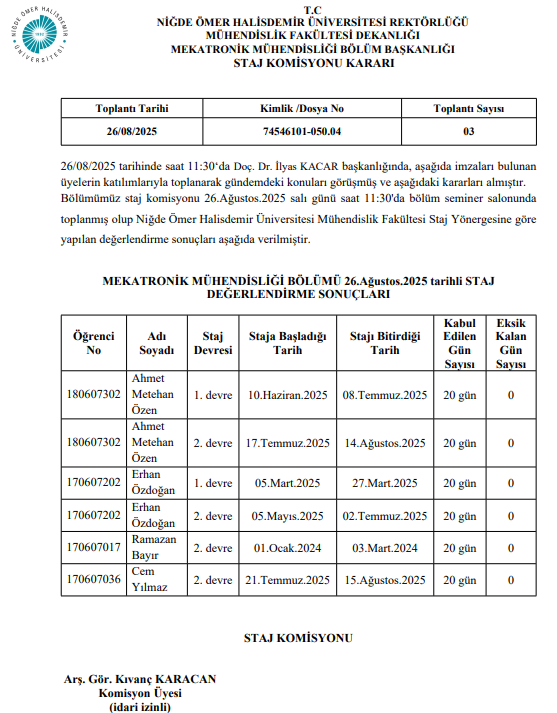 NİĞDE ÖMER HALİSDEMİR
ÜNİVERSİTESİ
T.C
NİĞDE ÖMER HALİSDEMİR ÜNİVERSİTESİ REKTÖRLÜĞÜ
MÜHENDİSLİK FAKÜLTESİ DEKANLIĞI
MEKATRONİK MÜHENDİSLİĞİ BÖLÜM BAŞKANLIĞI
STAJ KOMİSYONU KARARI
Toplantı Tarihi Kimlik /Dosya No Toplantı Sayısı
26/08/2025 74546101-050.04 03
26/08/2025 tarihinde saat 11:30‘da Doç. Dr. İlyas KACAR başkanlığında, aşağıda imzaları bulunan
üyelerin katılımlarıyla toplanarak gündemdeki konuları görüşmüş ve aşağıdaki kararları almıştır.
Bölümümüz staj komisyonu 26.Ağustos.2025 salı günü saat 11:30'da bölüm seminer salonunda
toplanmış olup Niğde Ömer Halisdemir Üniversitesi Mühendislik Fakültesi Staj Yönergesine göre
yapılan değerlendirme sonuçları aşağıda verilmiştir.
MEKATRONİK MÜHENDİSLİĞİ BÖLÜMÜ 26.Ağustos.2025 tarihli STAJ
DEĞERLENDİRME SONUÇLARI
Öğrenci No Adı Soyadı Staj Devresi Staja Başladığı Tarih Stajı Bitirdiği Tarih Kabul Edilen Gün Sayısı Eksik Kalan Gün Sayısı
180607302 Ahmet Metehan Özen 1. devre 10.Haziran.2025 08.Temmuz.2025 20 gün 0
180607302 Ahmet Metehan Özen 2. devre 17.Temmuz.2025 14.Ağustos.2025 20 gün 0
170607202 Erhan Özdoğan 1. devre 05.Mart.2025 27.Mart.2025 20 gün 0
170607202 Erhan Özdoğan 2. devre 05.Mayıs.2025 02.Temmuz.2025 20 gün 0
170607017 Ramazan Bayır 2. devre 01.Ocak.2024 03.Mart.2024 20 gün 0
170607036 Cem Yılmaz 2. devre 21.Temmuz.2025 15.Ağustos.2025 20 gün 0
STAJ KOMİSYONU
Arş. Gör. Kıvanç KARACAN
Komisyon Üyesi
(idari izinli)